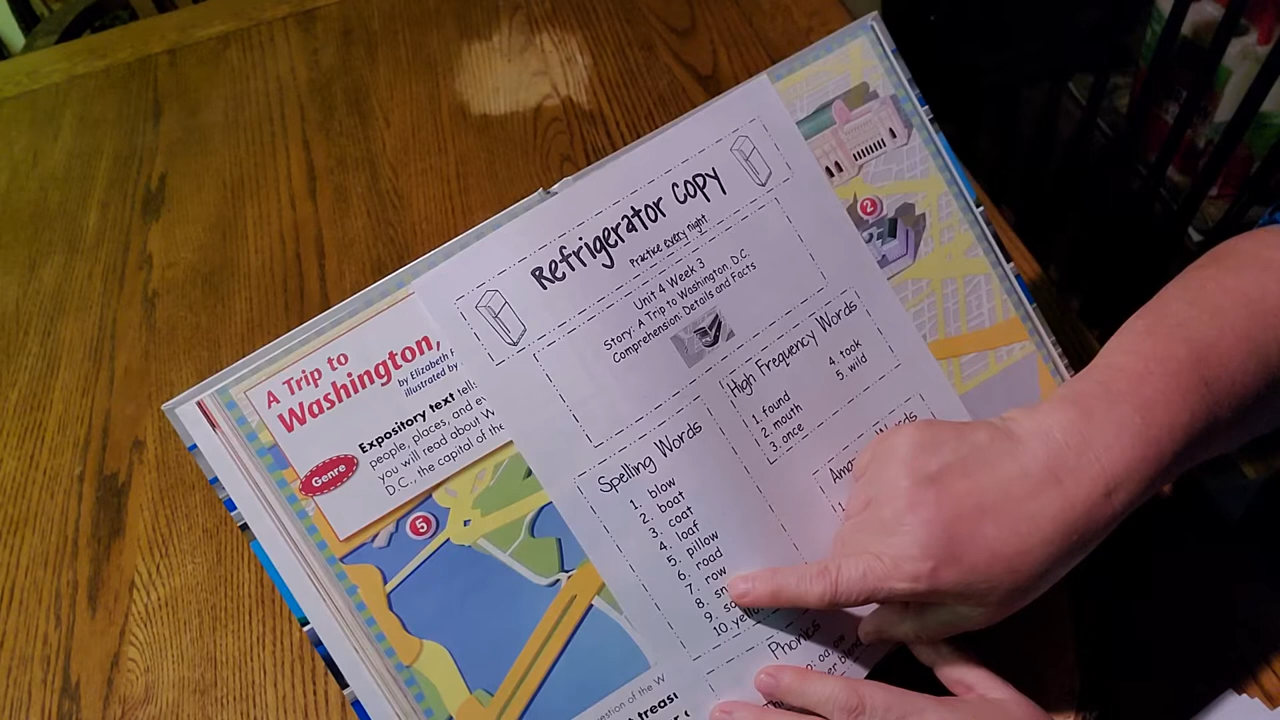 Refrigerator Copy
Practice every night
Unit 4 Week 3
Story: A Trip to Washington, D.C.
Comprehension: Details and Facts
High Frequency Words
1. found
2. mouth
3. once
4. took
5. wild
Spelling Words
1. blow
2. boat
3. coat
4. loaf
5. pillow
6. road
7. row
8.
9.
10.
Phonics
A Trip to
Washington,
by Elizabeth
illustrated by
Genre
Expository text
people, places, and
you will read about
D.C., the capital of the
5
2